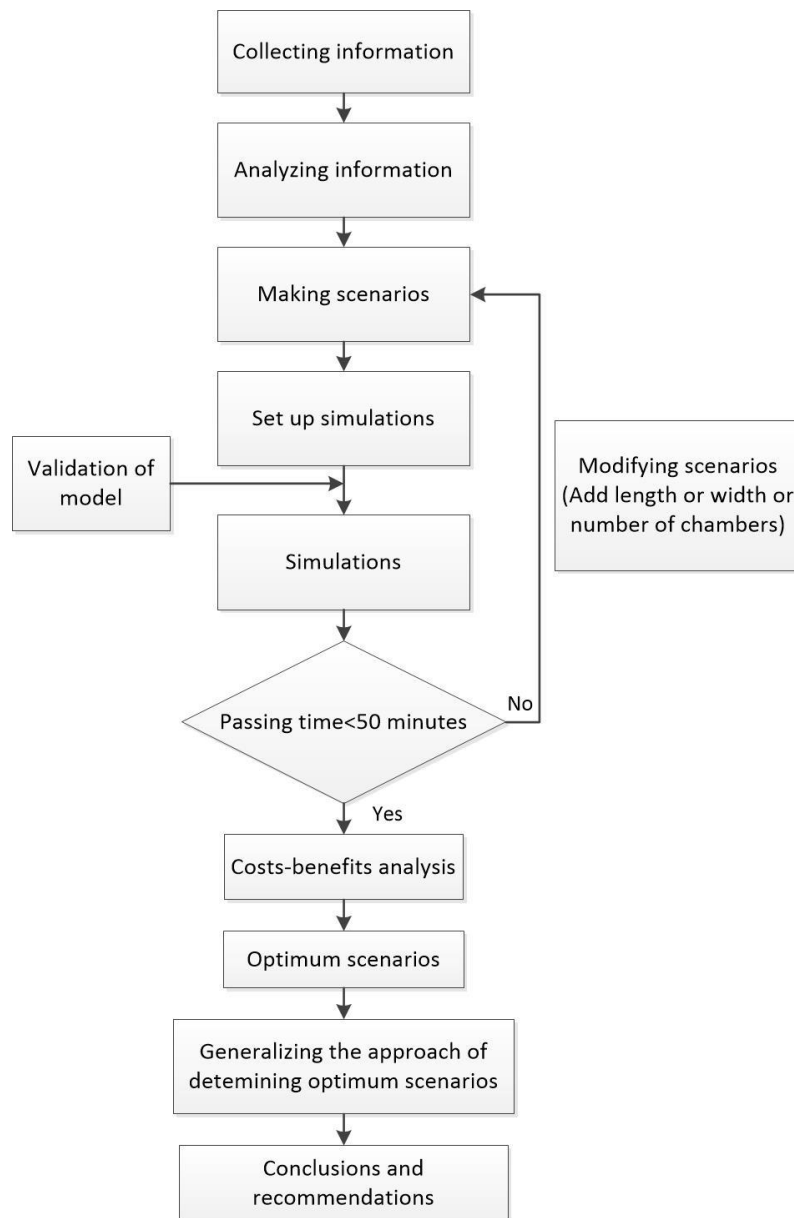 Collecting information
Analyzing information
Making scenarios
Set up simulations
Validation of
model
Modifying scenarios
(Add length or width or
number of chambers)
Simulations
Passing time<50 minutes
No
Yes
Costs-benefits analysis
Optimum scenarios
Generalizing the approach of
detemining optimum scenarios
Conclusions and
recommendations